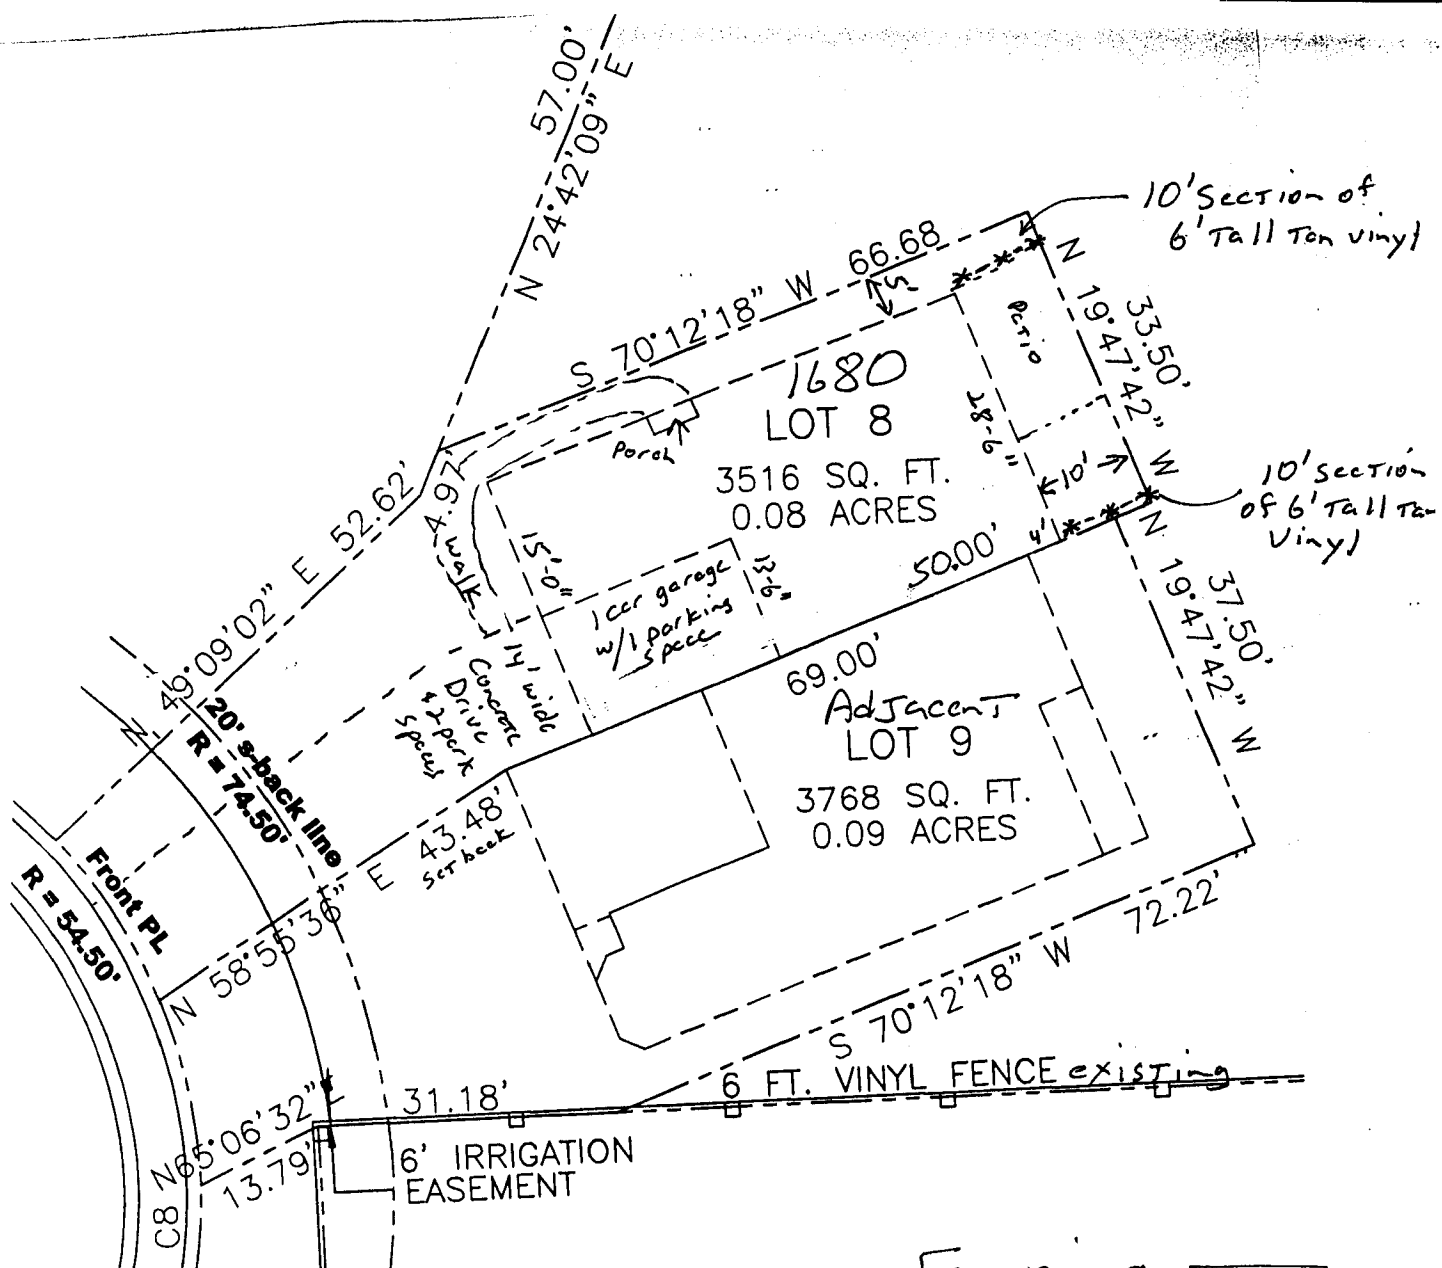 57.00'
N 24°42'09" E
10' Section of
6' Tall Tan vinyl
66.68
S 70°12'18" W
5'
N 19°47'42" W
33.50'
Patio
1680
LOT 8
3516 SQ. FT.
0.08 ACRES
28'-6"
Porch
10'
10' section
of 6' Tall Tan
Vinyl
4.97'
4' walk
52.62'
N 49°09'02" E
15'-0"
1 car garage
w/1 parking
space
13'-6"
50.00'
4'
N 19°47'42" W
37.50'
14' wide
Concrete
Drive
& 2 park
spaces
69.00'
Adjacent
LOT 9
3768 SQ. FT.
0.09 ACRES
20' s-back line
R = 74.50'
Front PL
R = 54.50'
43.48'
set back
N 58°55'36" E
72.22'
S 70°12'18" W
6 FT. VINYL FENCE existing
31.18'
N65°06'32" E
13.79'
6' IRRIGATION
EASEMENT
C8